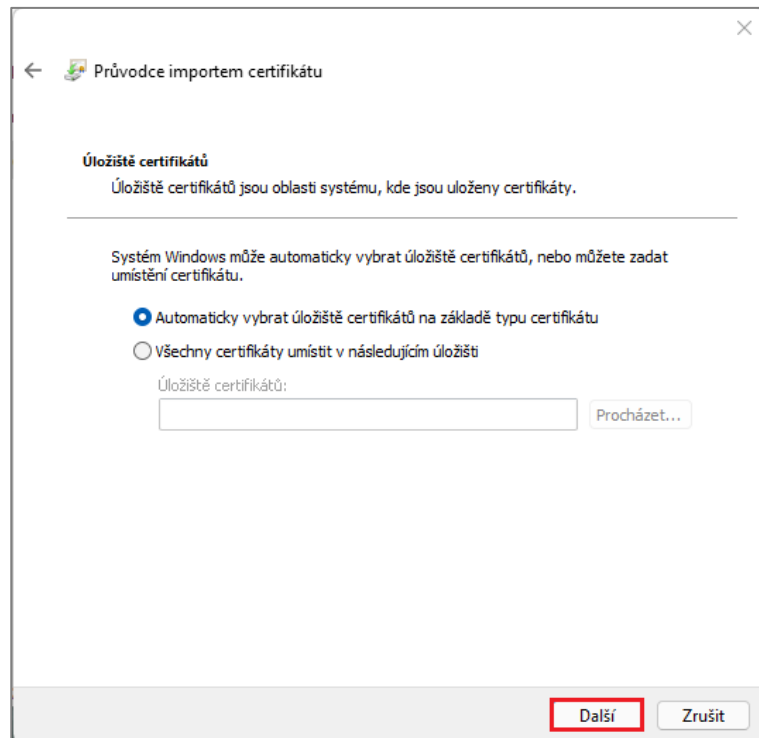 Průvodce importem certifikátu
Úložiště certifikátů
Úložiště certifikátů jsou oblasti systému, kde jsou uloženy certifikáty.
Systém Windows může automaticky vybrat úložiště certifikátů, nebo můžete zadat
umístění certifikátu.
Automaticky vybrat úložiště certifikátů na základě typu certifikátu
Všechny certifikáty umístit v následujícím úložišti
Úložiště certifikátů:
Procházet...
Další
Zrušit